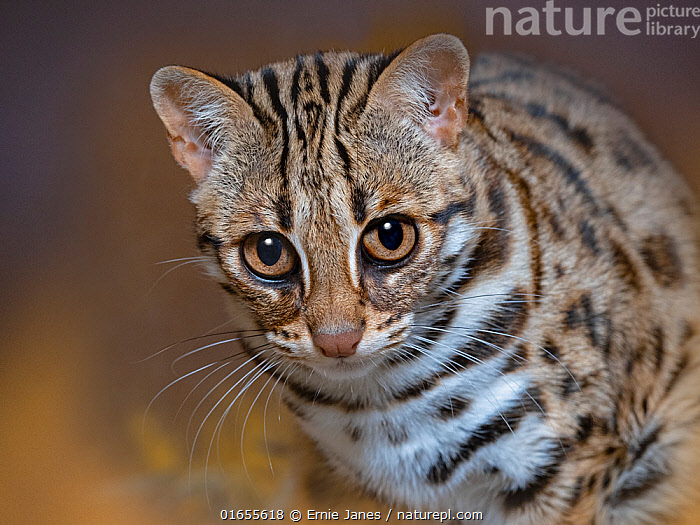 nature picture library
01655618 © Ernie Janes / naturepl.com